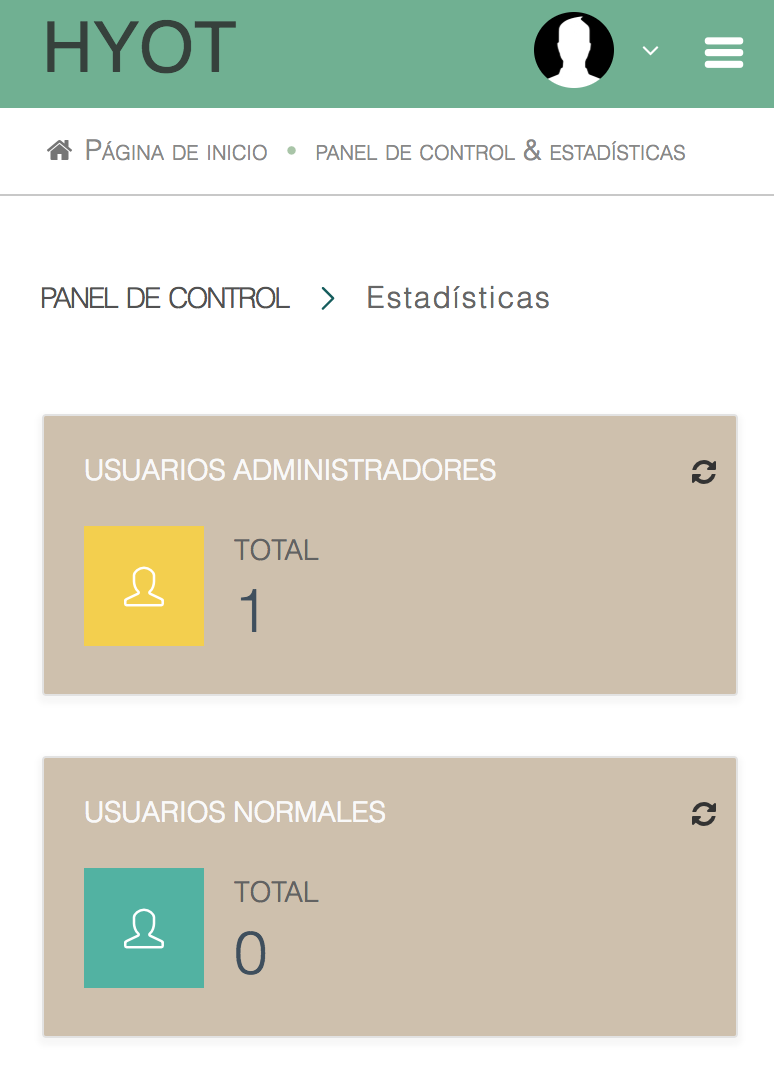 HYOT
Página de inicio • panel de control & estadísticas
PANEL DE CONTROL > Estadísticas
USUARIOS ADMINISTRADORES
TOTAL
1
USUARIOS NORMALES
TOTAL
0